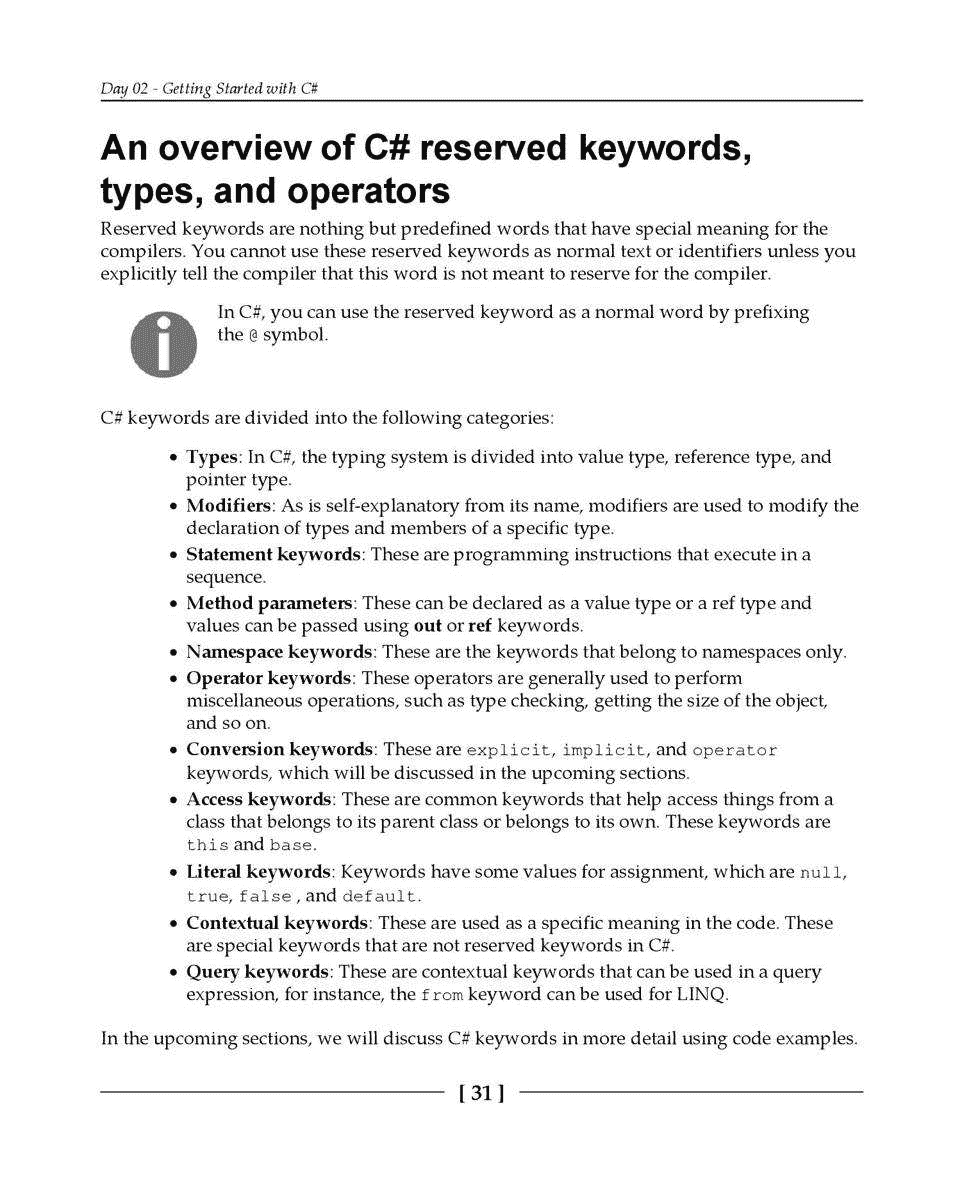 Day 02 - Getting Started with C#
An overview of C# reserved keywords,
types, and operators
Reserved keywords are nothing but predefined words that have special meaning for the
compilers. You cannot use these reserved keywords as normal text or identifiers unless you
explicitly tell the compiler that this word is not meant to reserve for the compiler.
In C#, you can use the reserved keyword as a normal word by prefixing
the @ symbol.
C# keywords are divided into the following categories:
• Types: In C#, the typing system is divided into value type, reference type, and
pointer type.
• Modifiers: As is self-explanatory from its name, modifiers are used to modify the
declaration of types and members of a specific type.
• Statement keywords: These are programming instructions that execute in a
sequence.
• Method parameters: These can be declared as a value type or a ref type and
values can be passed using out or ref keywords.
• Namespace keywords: These are the keywords that belong to namespaces only.
• Operator keywords: These operators are generally used to perform
miscellaneous operations, such as type checking, getting the size of the object,
and so on.
• Conversion keywords: These are explicit, implicit, and operator
keywords, which will be discussed in the upcoming sections.
• Access keywords: These are common keywords that help access things from a
class that belongs to its parent class or belongs to its own. These keywords are
this and base.
• Literal keywords: Keywords have some values for assignment, which are null,
true, false , and default.
• Contextual keywords: These are used as a specific meaning in the code. These
are special keywords that are not reserved keywords in C#.
• Query keywords: These are contextual keywords that can be used in a query
expression, for instance, the from keyword can be used for LINQ.
In the upcoming sections, we will discuss C# keywords in more detail using code examples.
[ 31 ]